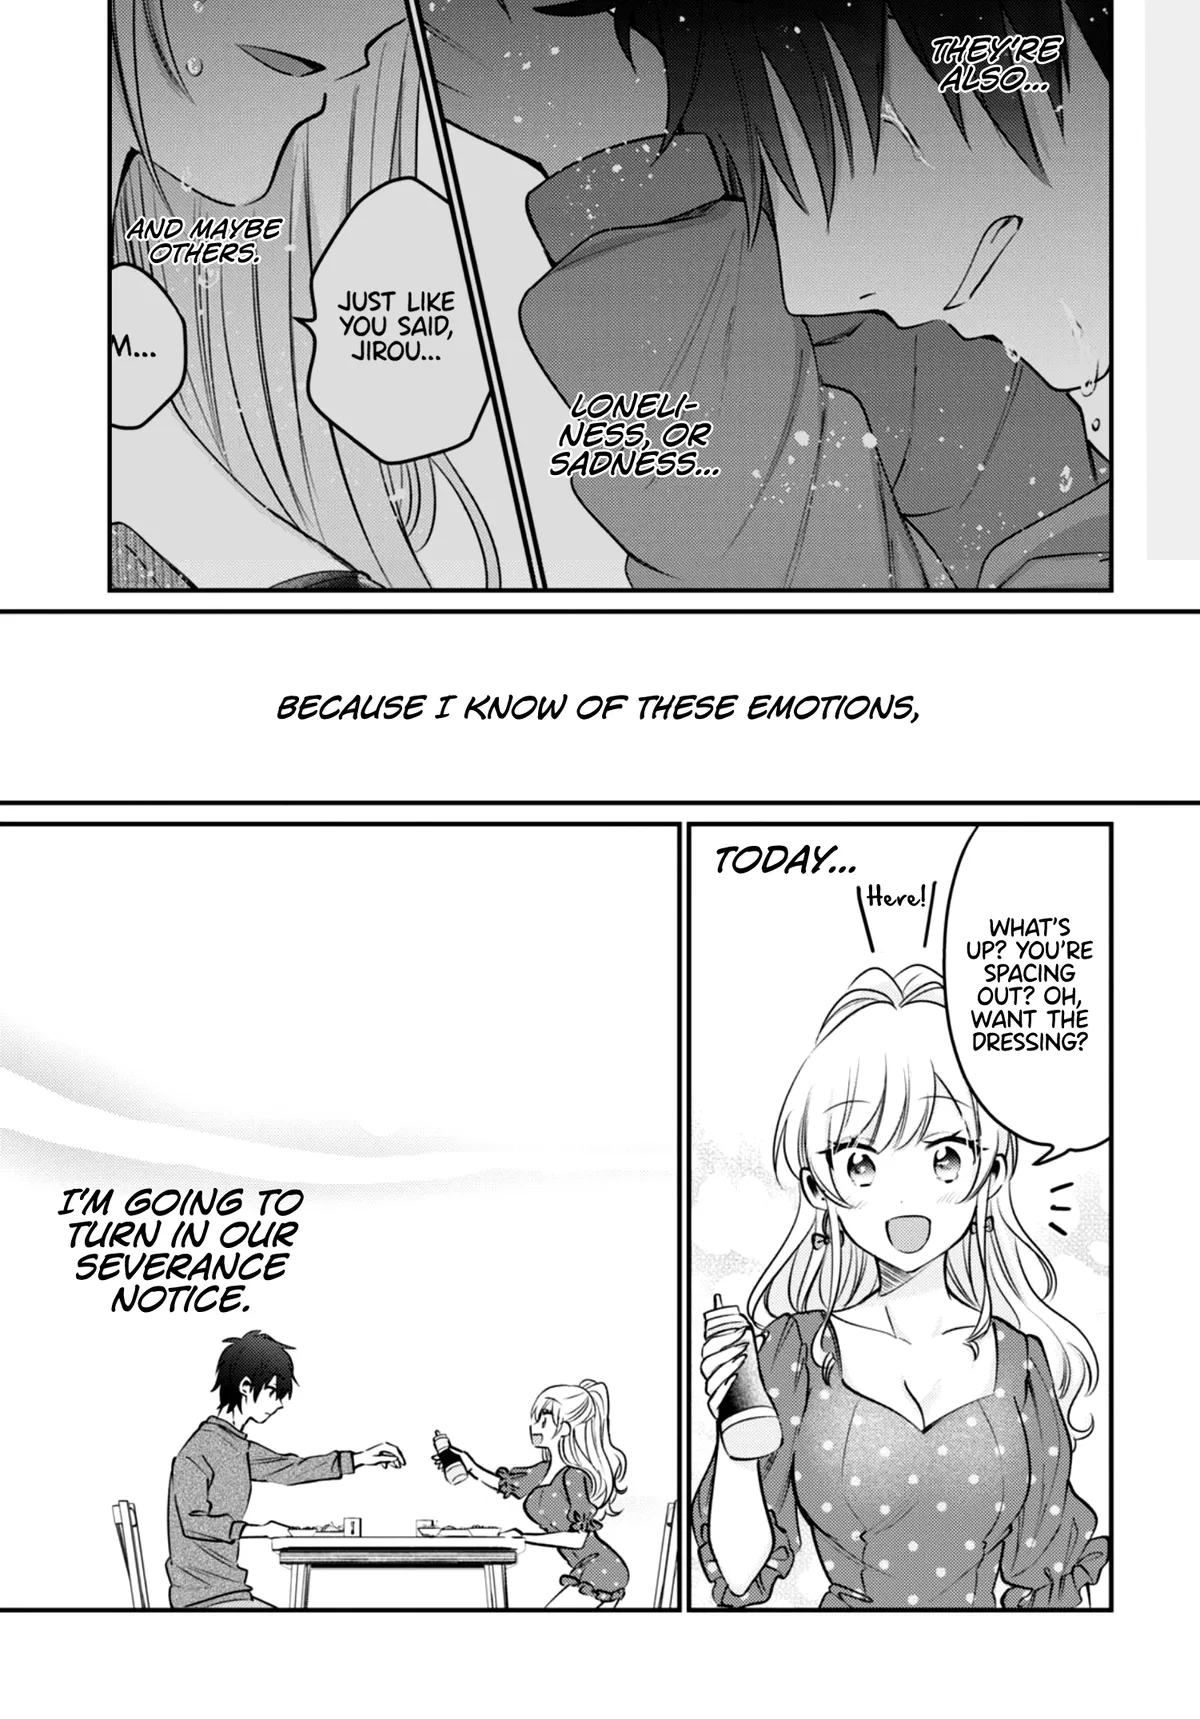 THEY'RE
ALSO...
LONELI-
NESS, OR
SADNESS...
JUST LIKE
YOU SAID,
JIROU...
AND MAYBE
OTHERS.
M...
BECAUSE I KNOW OF THESE EMOTIONS,
TODAY...
Here!
WHAT'S
UP? YOU'RE
SPACING
OUT? OH,
WANT THE
DRESSING?
I'M GOING TO
TURN IN OUR
SEVERANCE
NOTICE.